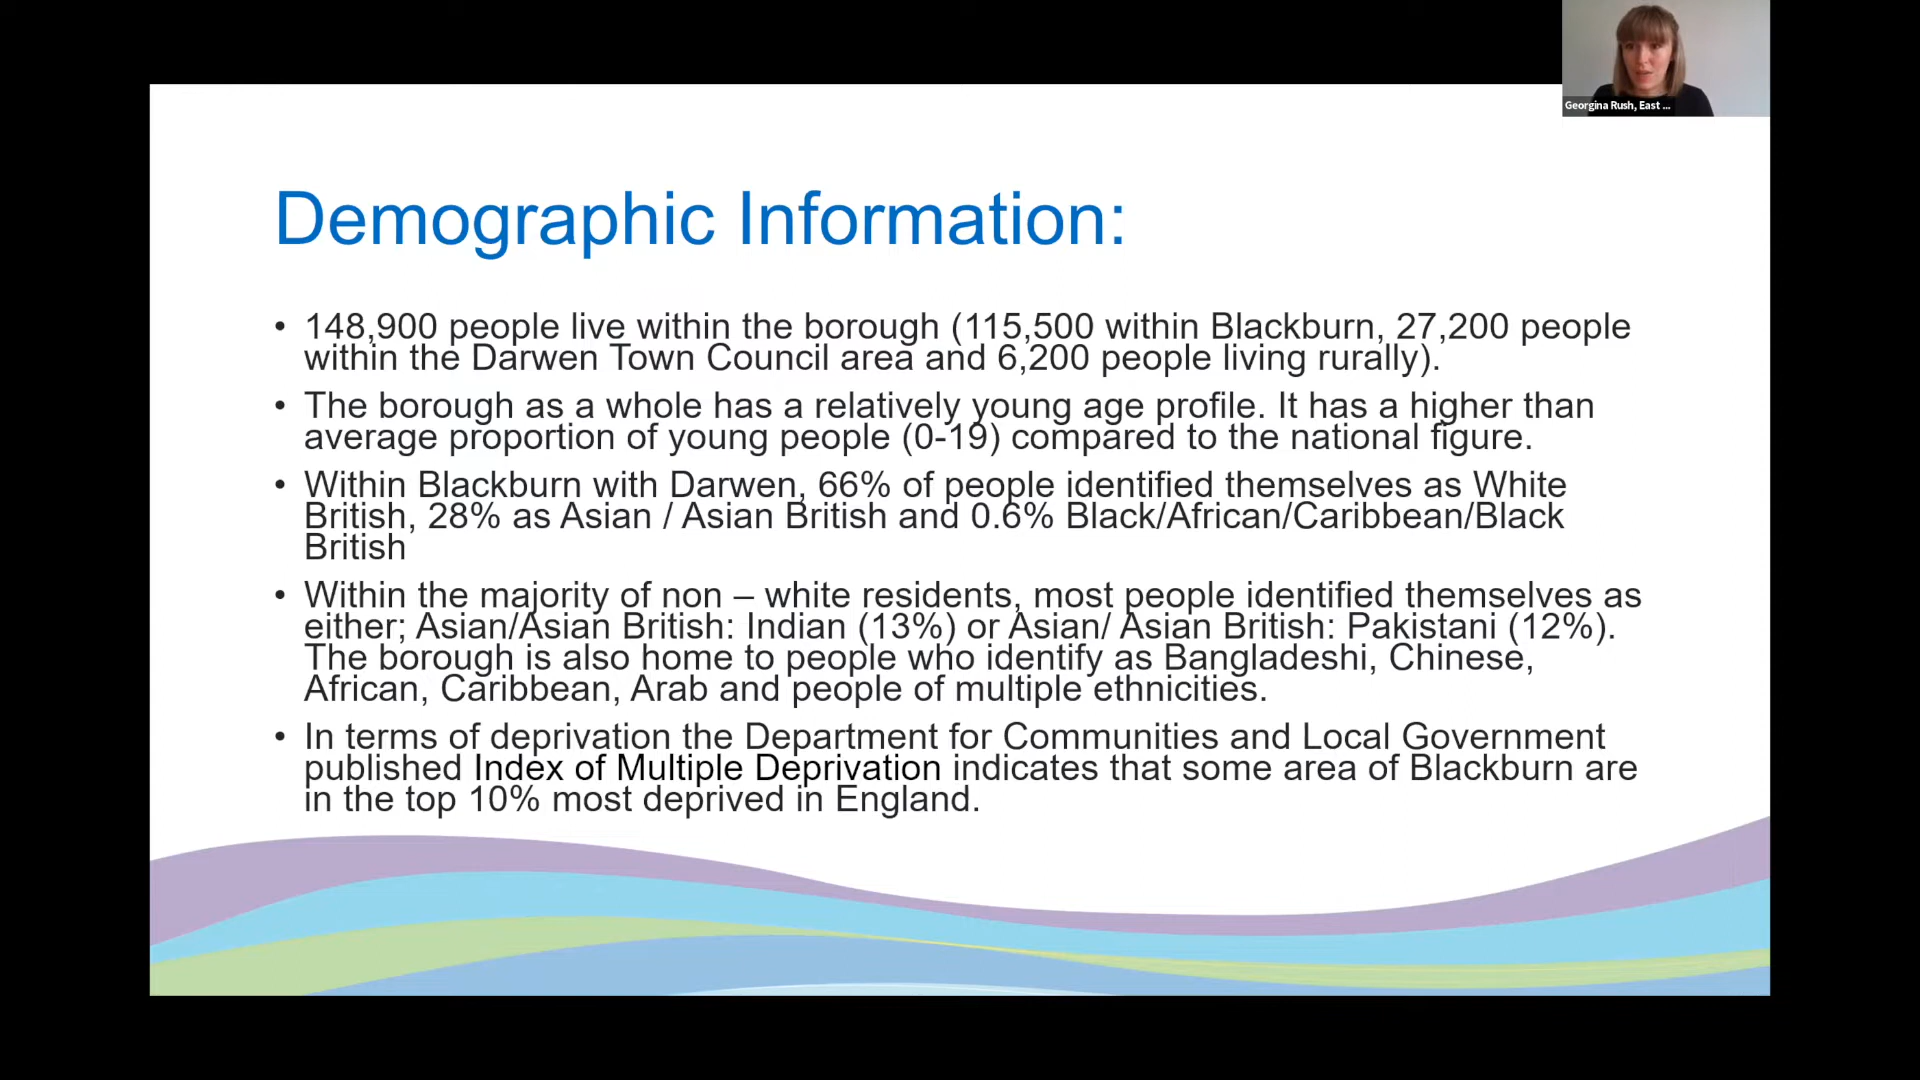 Georgina Rush, East ...
Demographic Information:
• 148,900 people live within the borough (115,500 within Blackburn, 27,200 people
within the Darwen Town Council area and 6,200 people living rurally).
• The borough as a whole has a relatively young age profile. It has a higher than
average proportion of young people (0-19) compared to the national figure.
• Within Blackburn with Darwen, 66% of people identified themselves as White
British, 28% as Asian / Asian British and 0.6% Black/African/Caribbean/Black
British
• Within the majority of non – white residents, most people identified themselves as
either; Asian/Asian British: Indian (13%) or Asian/ Asian British: Pakistani (12%).
The borough is also home to people who identify as Bangladeshi, Chinese,
African, Caribbean, Arab and people of multiple ethnicities.
• In terms of deprivation the Department for Communities and Local Government
published Index of Multiple Deprivation indicates that some area of Blackburn are
in the top 10% most deprived in England.